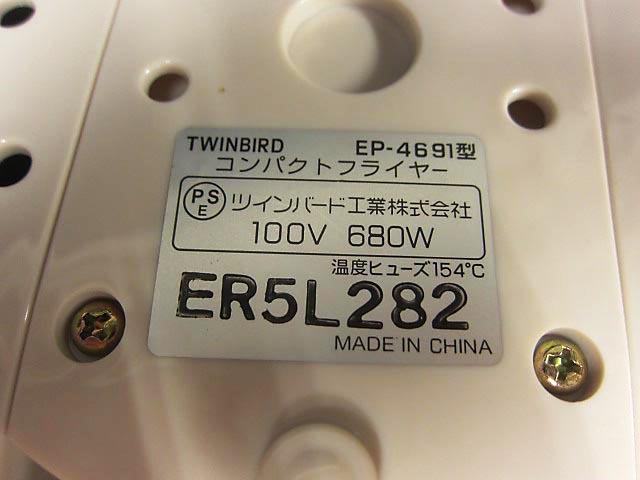 TWINBIRD EP-4691型
コンパクトフライヤー
PSE ツインバード工業株式会社
100V 680W
温度ヒューズ154℃
ER5L282
MADE IN CHINA